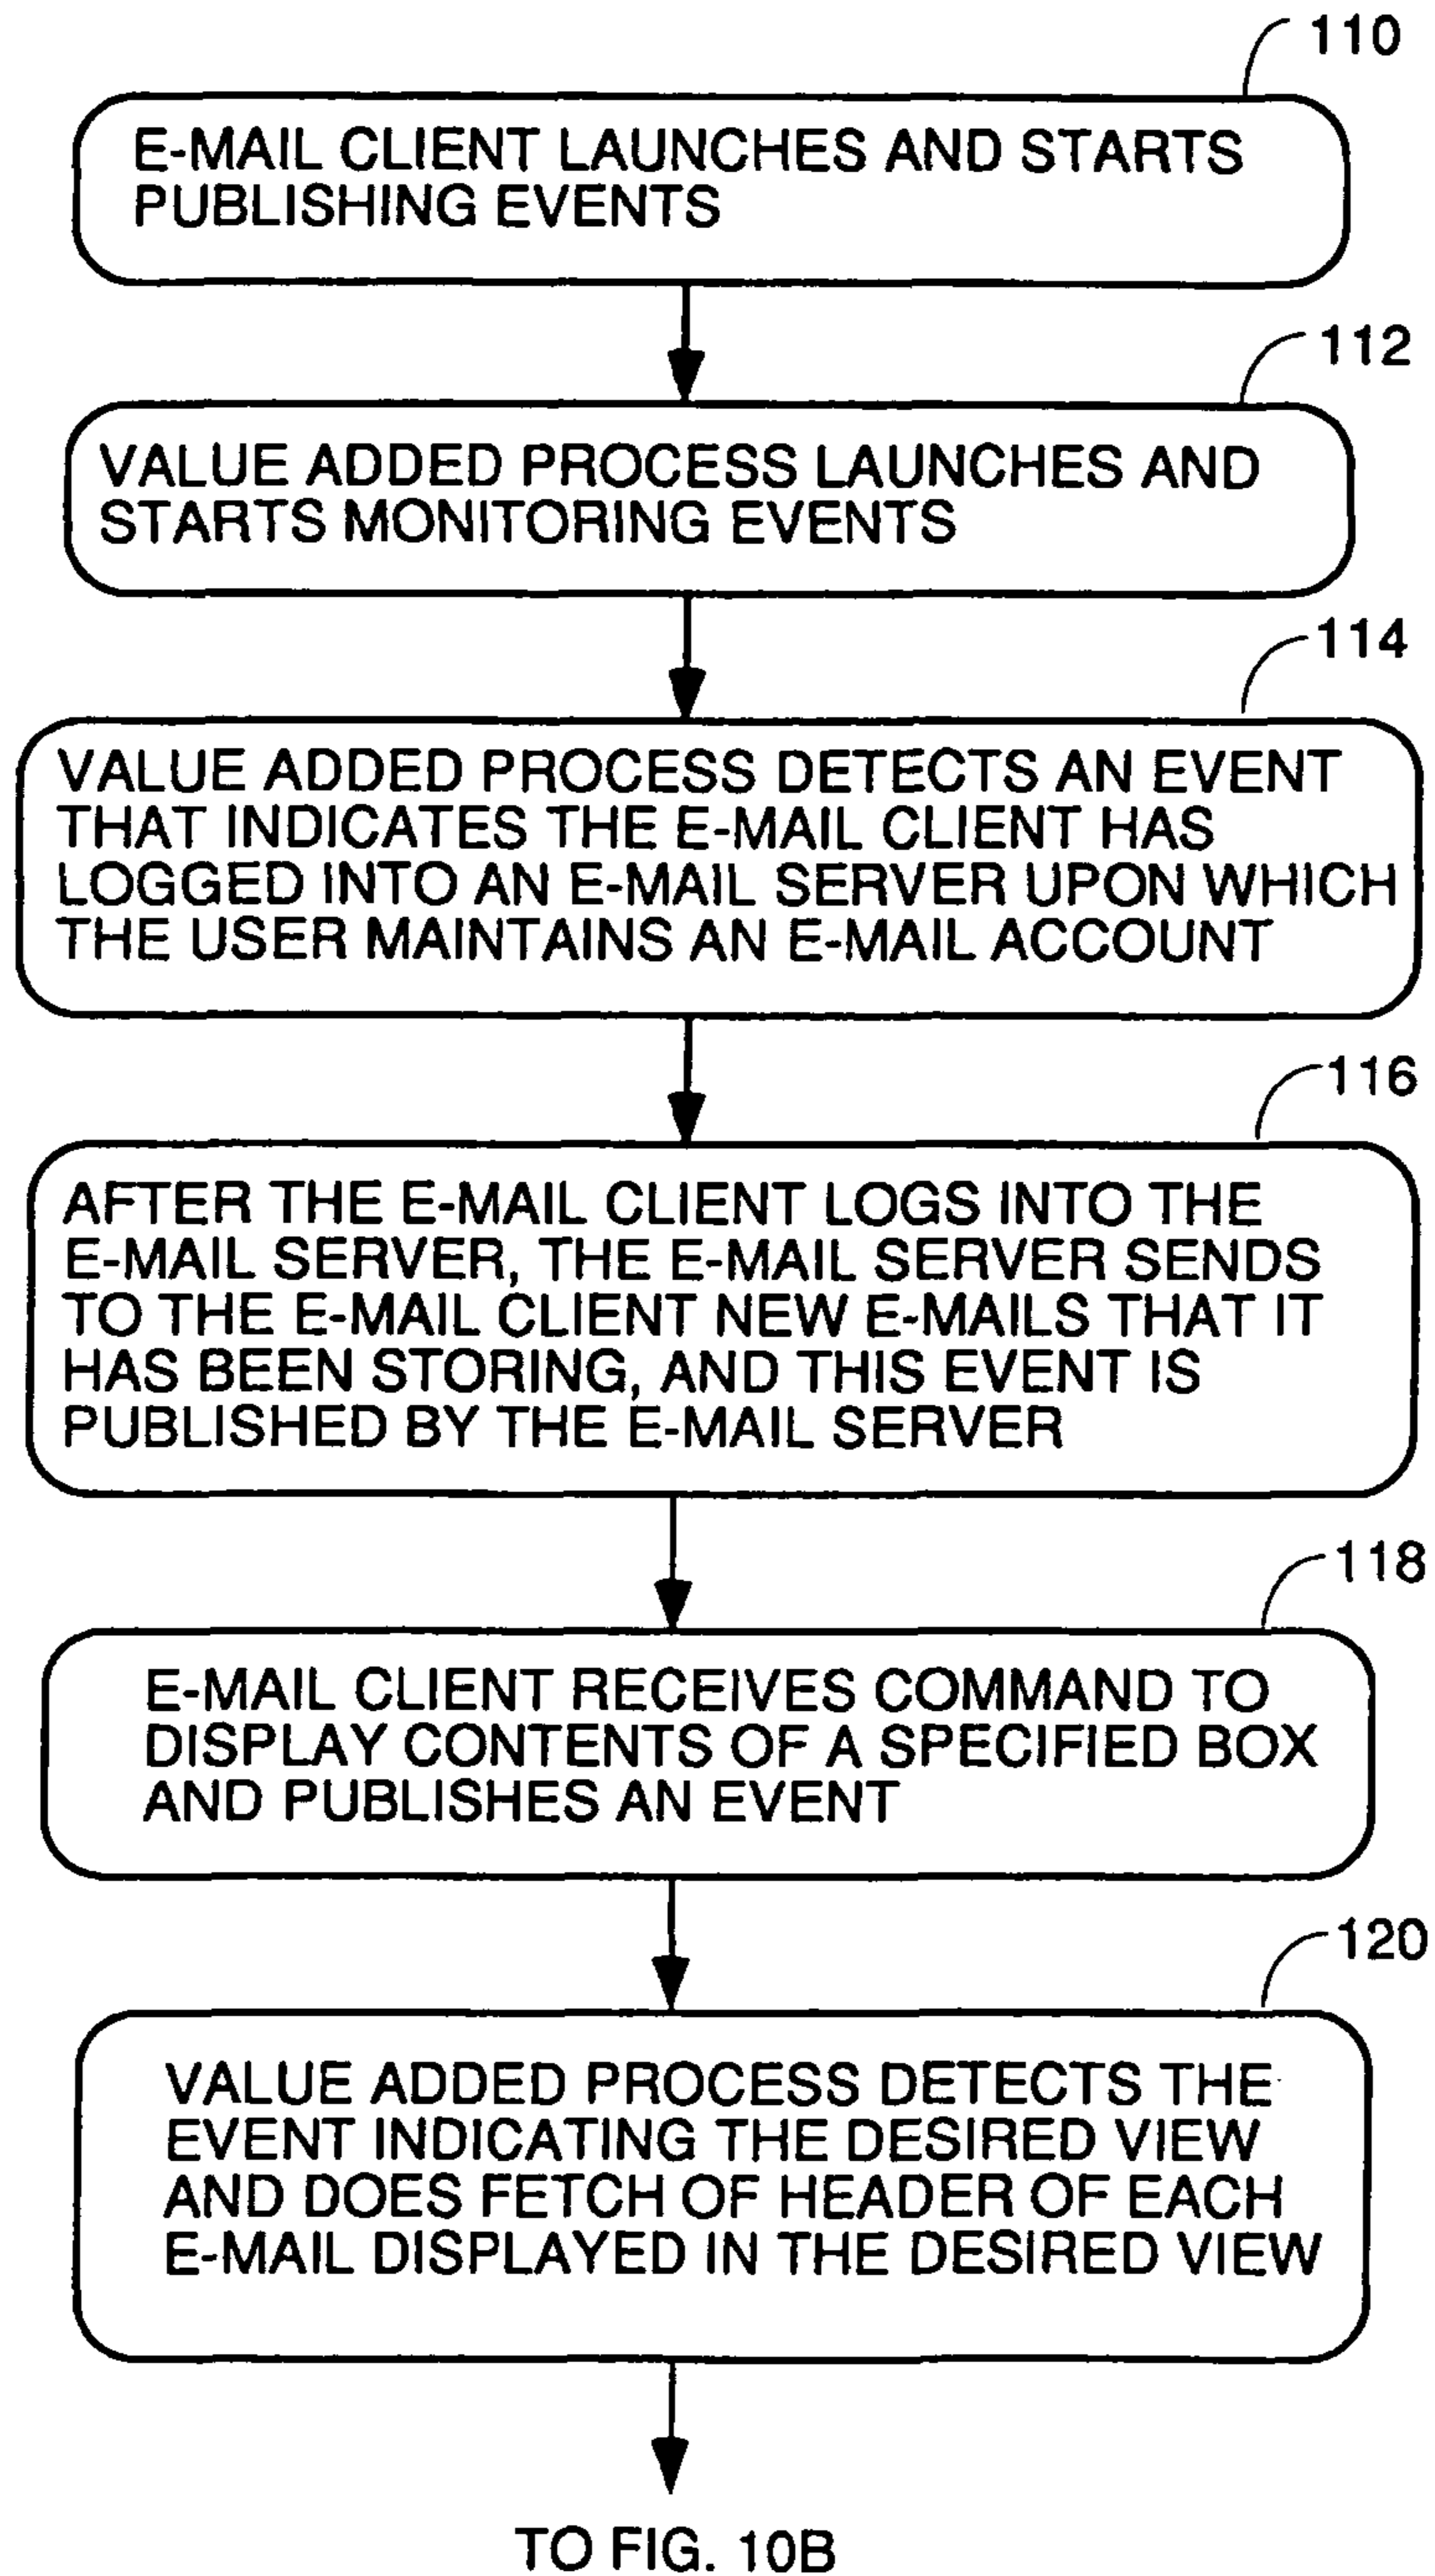 110
E-MAIL CLIENT LAUNCHES AND STARTS
PUBLISHING EVENTS
112
VALUE ADDED PROCESS LAUNCHES AND
STARTS MONITORING EVENTS
114
VALUE ADDED PROCESS DETECTS AN EVENT
THAT INDICATES THE E-MAIL CLIENT HAS
LOGGED INTO AN E-MAIL SERVER UPON WHICH
THE USER MAINTAINS AN E-MAIL ACCOUNT
116
AFTER THE E-MAIL CLIENT LOGS INTO THE
E-MAIL SERVER, THE E-MAIL SERVER SENDS
TO THE E-MAIL CLIENT NEW E-MAILS THAT IT
HAS BEEN STORING, AND THIS EVENT IS
PUBLISHED BY THE E-MAIL SERVER
118
E-MAIL CLIENT RECEIVES COMMAND TO
DISPLAY CONTENTS OF A SPECIFIED BOX
AND PUBLISHES AN EVENT
120
VALUE ADDED PROCESS DETECTS THE
EVENT INDICATING THE DESIRED VIEW
AND DOES FETCH OF HEADER OF EACH
E-MAIL DISPLAYED IN THE DESIRED VIEW
TO FIG. 10B